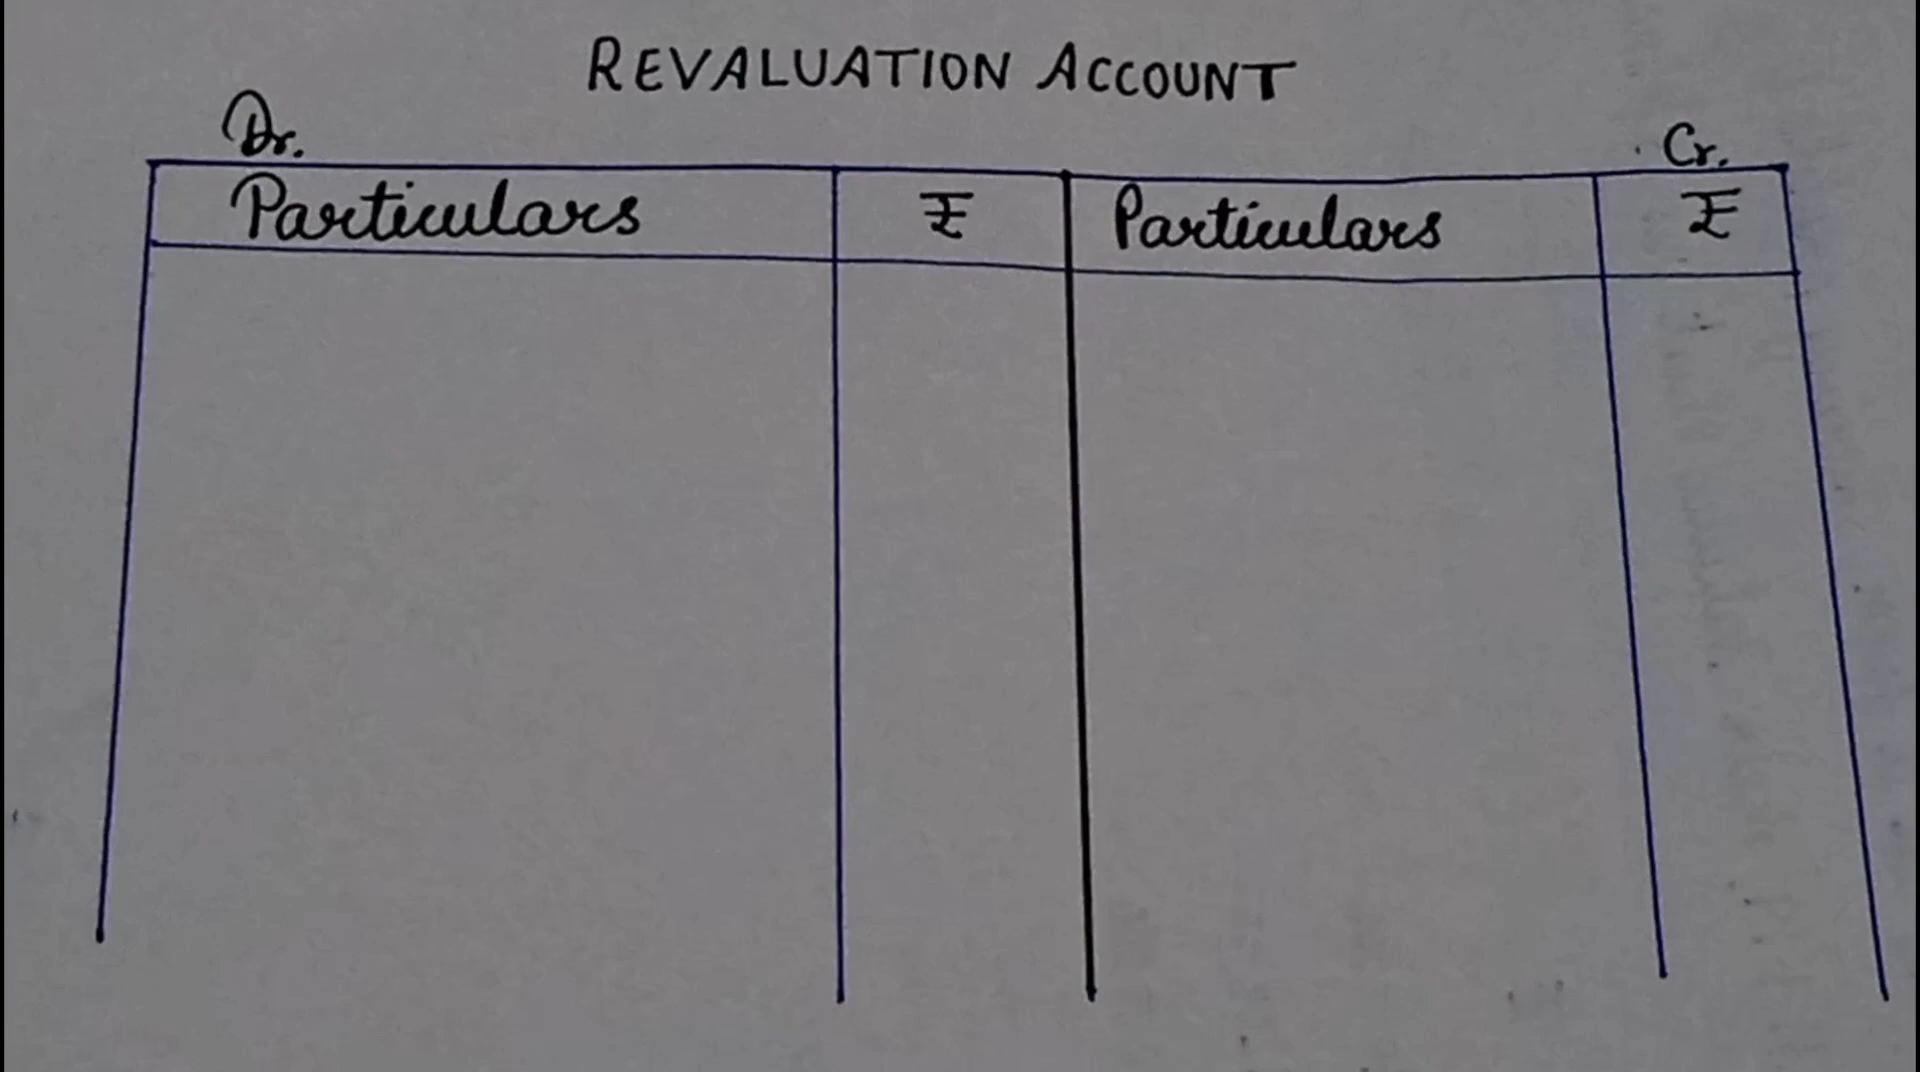 REVALUATION ACCOUNT
Dr. Cr.
Particulars ₹ Particulars ₹